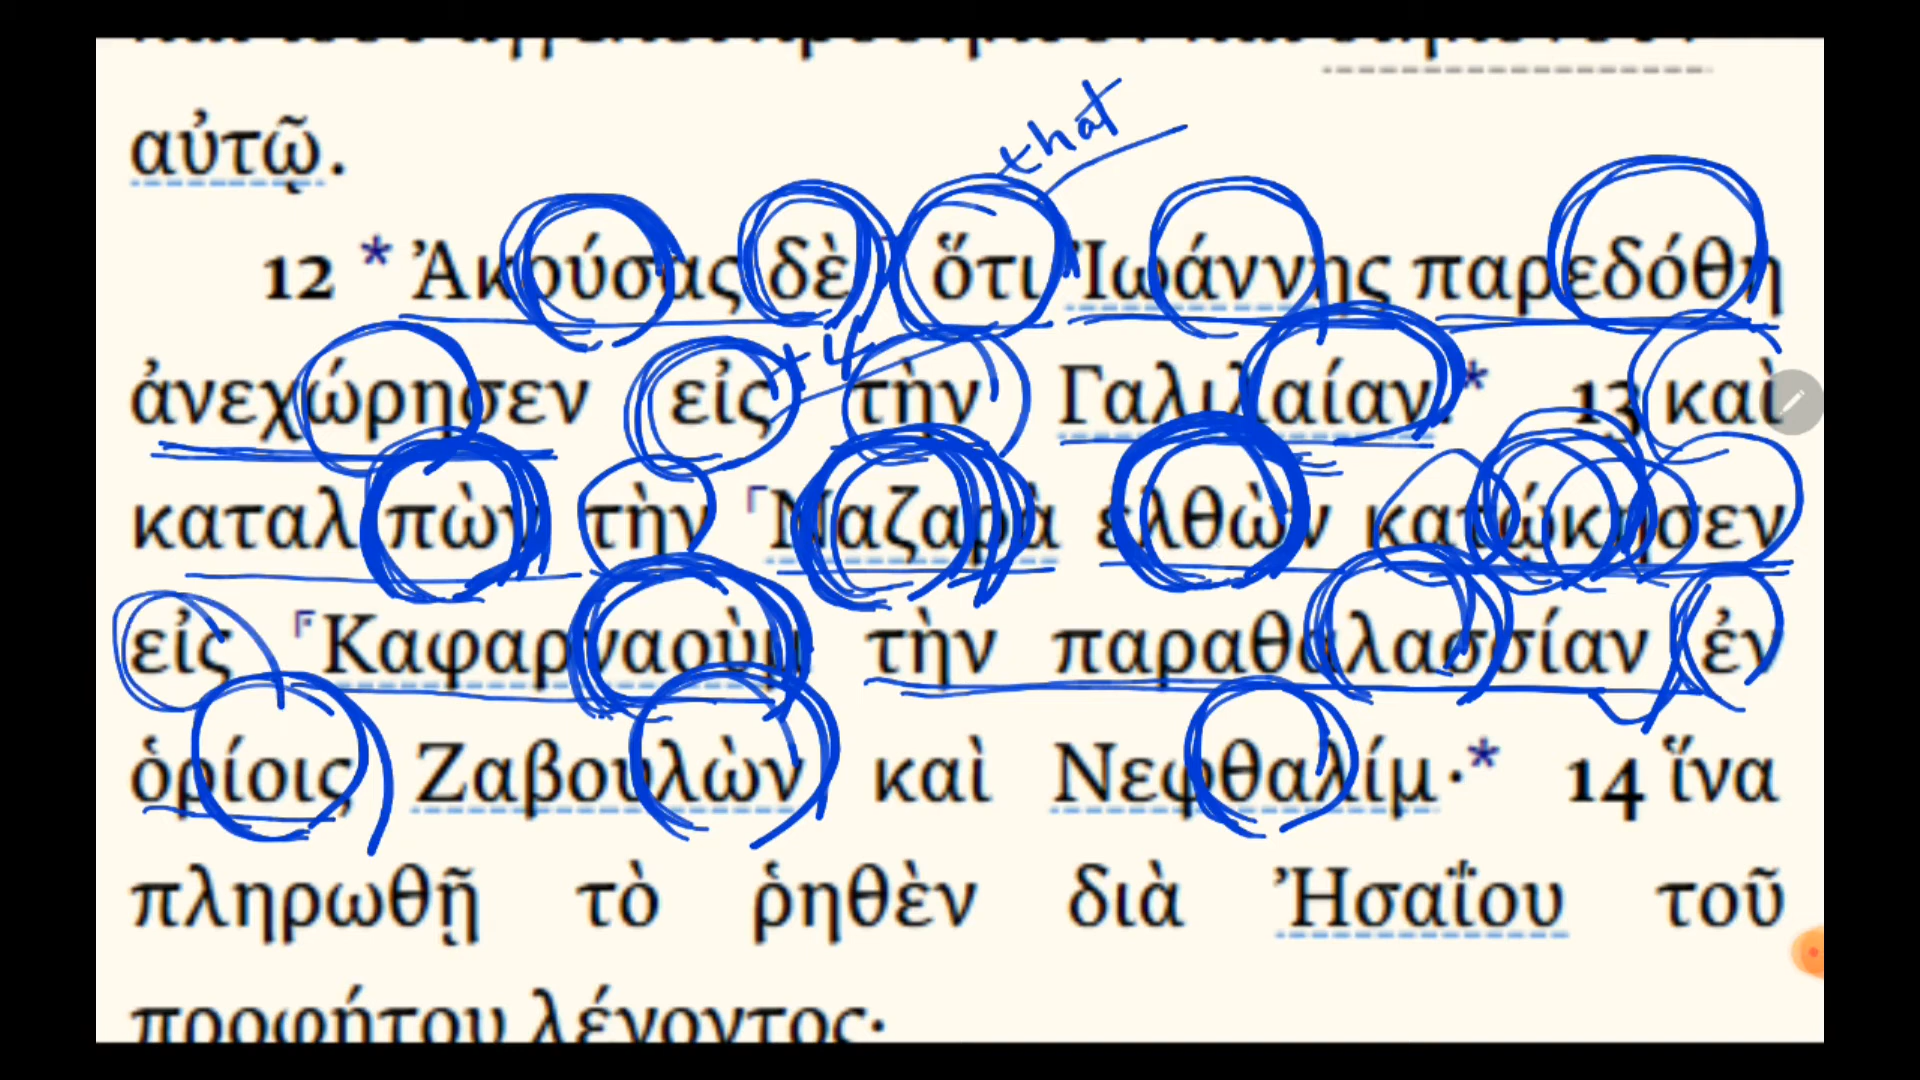 αὐτῷ.
that
12 * Ἀκούσας δὲ ὅτι Ἰωάννης παρεδόθη
ἀνεχώρησεν εἰς τὴν Γαλιλαίαν.* 13 καὶ
καταλιπὼν τὴν ⸀Ναζαρὰ ἐλθὼν κατῴκησεν
εἰς ⸀Καφαρναοὺμ τὴν παραθαλασσίαν ἐν
ὁρίοις Ζαβουλὼν καὶ Νεφθαλίμ·* 14 ἵνα
πληρωθῇ τὸ ῥηθὲν διὰ Ἠσαΐου τοῦ
προφήτου λέγοντος·